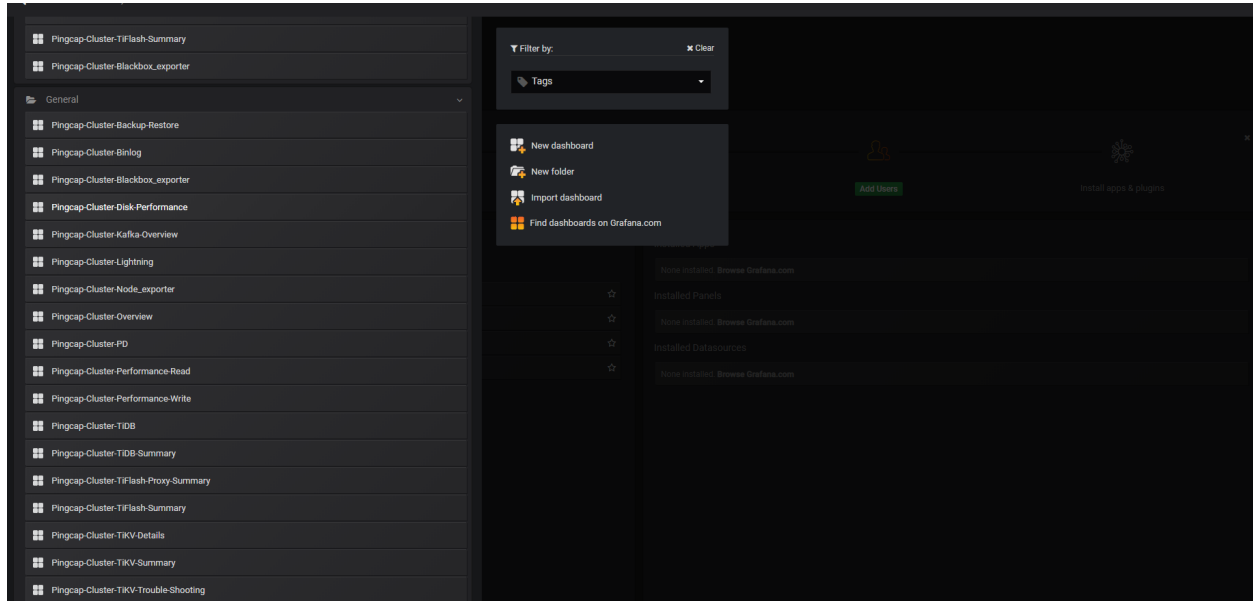 Pingcap-Cluster-TiFlash-Summary
Pingcap-Cluster-Blackbox_exporter
General
Pingcap-Cluster-Backup-Restore
Pingcap-Cluster-Binlog
Pingcap-Cluster-Blackbox_exporter
Pingcap-Cluster-Disk-Performance
Pingcap-Cluster-Kafka-Overview
Pingcap-Cluster-Lightning
Pingcap-Cluster-Node_exporter
Pingcap-Cluster-Overview
Pingcap-Cluster-PD
Pingcap-Cluster-Performance-Read
Pingcap-Cluster-Performance-Write
Pingcap-Cluster-TiDB
Pingcap-Cluster-TiDB-Summary
Pingcap-Cluster-TiFlash-Proxy-Summary
Pingcap-Cluster-TiFlash-Summary
Pingcap-Cluster-TiKV-Details
Pingcap-Cluster-TiKV-Summary
Pingcap-Cluster-TiKV-Trouble-Shooting
Filter by:
Clear
Tags
New dashboard
New folder
Import dashboard
Find dashboards on Grafana.com
Add Users
Install apps & plugins
None installed. Browse Grafana.com
Installed Panels
None installed. Browse Grafana.com
Installed Datasources
None installed. Browse Grafana.com